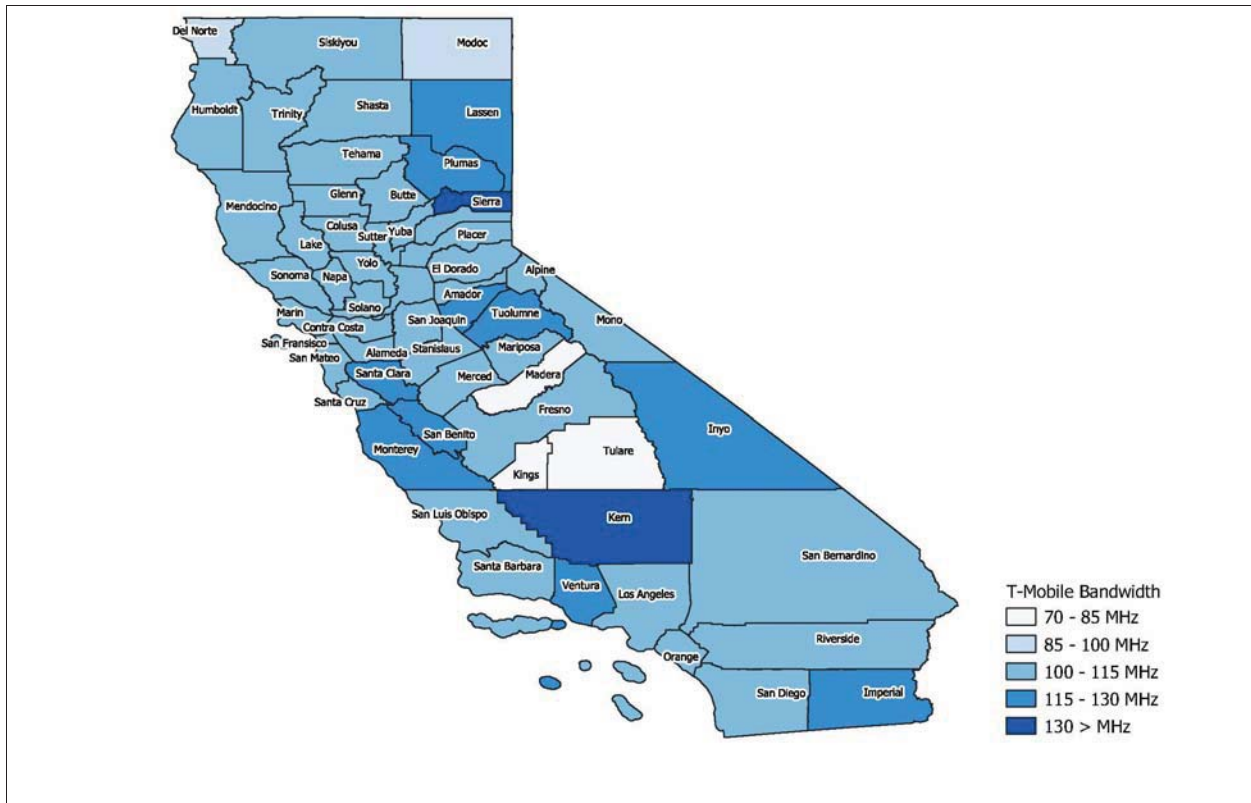 Del Norte
Siskiyou
Modoc
Humboldt
Trinity
Shasta
Lassen
Tehama
Plumas
Glenn
Butte
Sierra
Mendocino
Colusa
Sutter
Yuba
Lake
Placer
Sonoma
Napa
Yolo
El Dorado
Alpine
Amador
Marin
Solano
Tuolumne
Mono
Contra Costa
San Joaquin
San Fransisco
San Mateo
Alameda
Stanislaus
Mariposa
Santa Clara
Merced
Madera
Santa Cruz
Fresno
San Benito
Inyo
Monterey
Tulare
Kings
San Luis Obispo
Kern
San Bernardino
Santa Barbara
Ventura
Los Angeles
Riverside
Orange
San Diego
Imperial
T-Mobile Bandwidth
70 - 85 MHz
85 - 100 MHz
100 - 115 MHz
115 - 130 MHz
130 > MHz